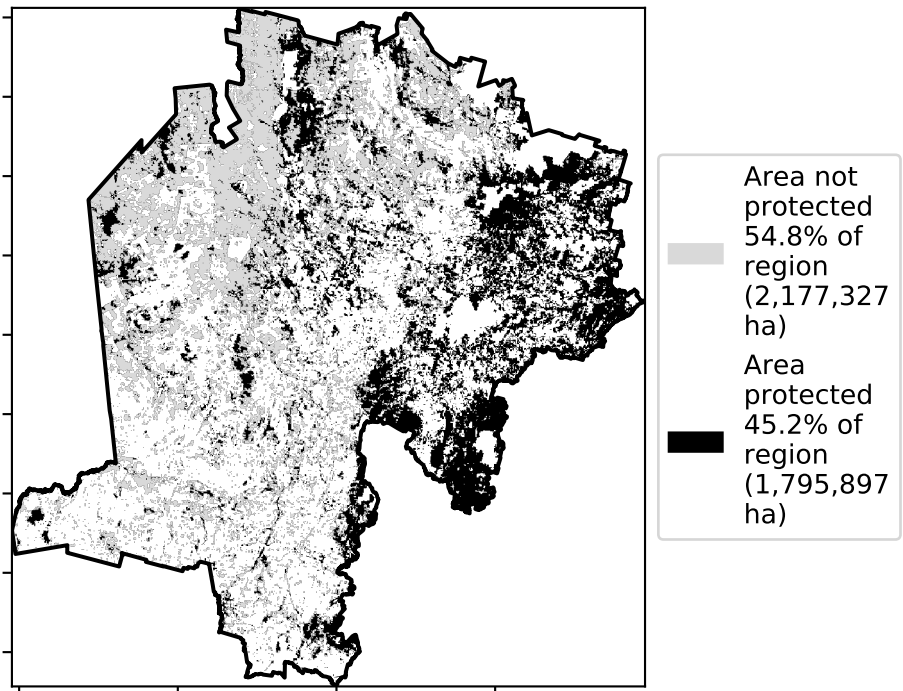 Area not
protected
54.8% of
region
(2,177,327
ha)
Area
protected
45.2% of
region
(1,795,897
ha)